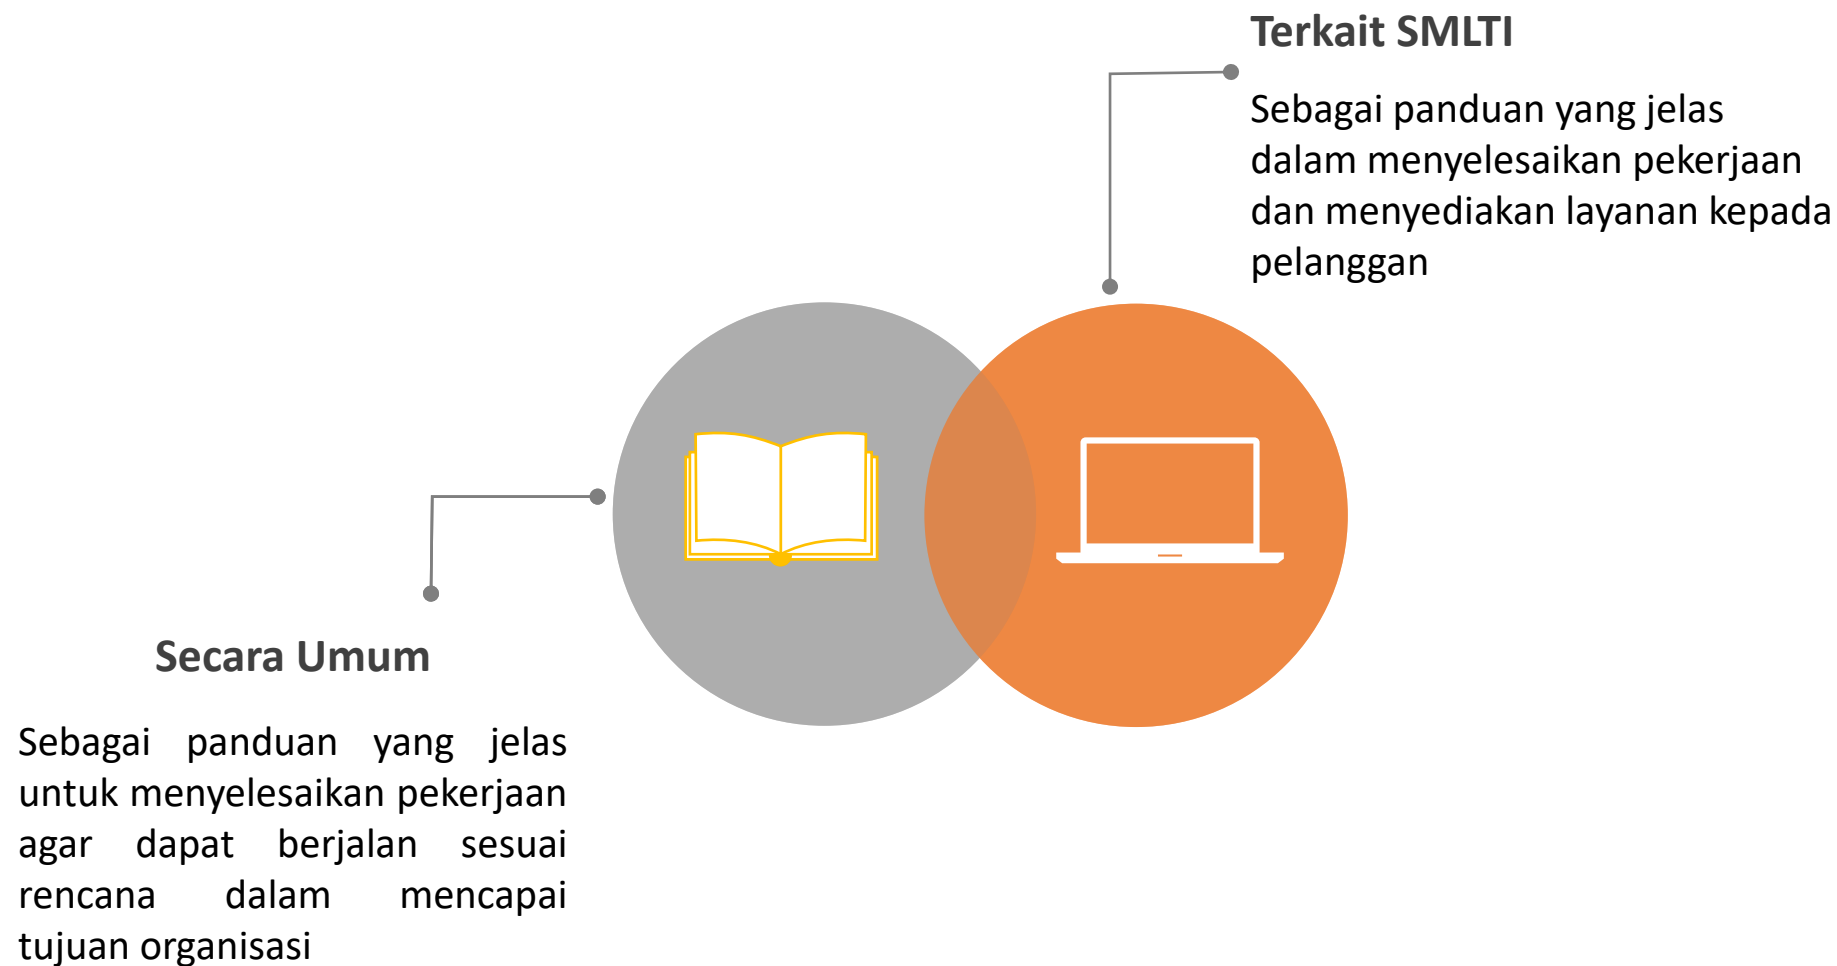 Terkait SMLTI
Sebagai panduan yang jelas
dalam menyelesaikan pekerjaan
dan menyediakan layanan kepada
pelanggan
Secara Umum
Sebagai panduan yang jelas
untuk menyelesaikan pekerjaan
agar dapat berjalan sesuai
rencana dalam mencapai
tujuan organisasi